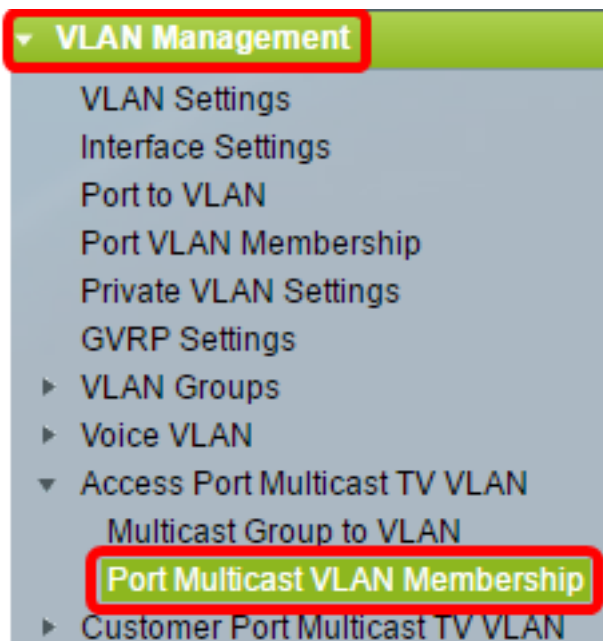 VLAN Management
VLAN Settings
Interface Settings
Port to VLAN
Port VLAN Membership
Private VLAN Settings
GVRP Settings
VLAN Groups
Voice VLAN
Access Port Multicast TV VLAN
Multicast Group to VLAN
Port Multicast VLAN Membership
Customer Port Multicast TV VLAN